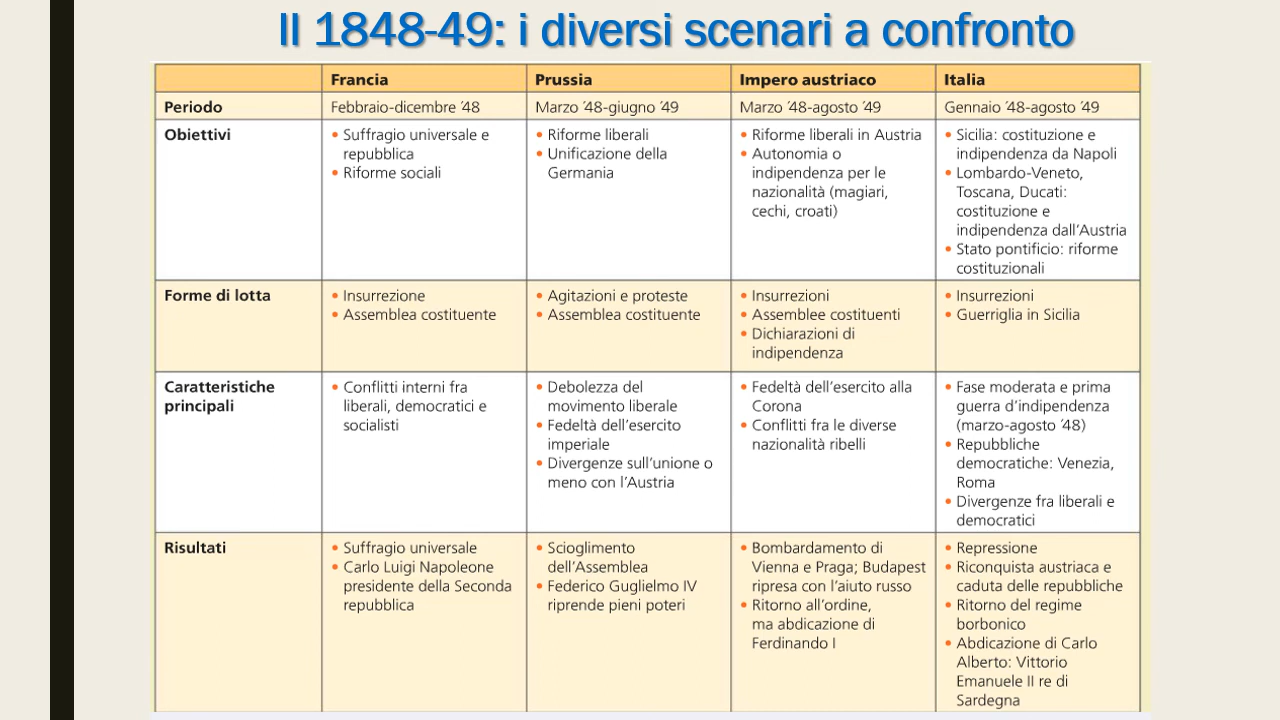 Il 1848-49: i diversi scenari a confronto
Francia
Prussia
Impero austriaco
Italia
Periodo
Febbraio-dicembre ’48
Marzo ’48-giugno ’49
Marzo ’48-agosto ’49
Gennaio ’48-agosto ’49
Obiettivi
• Suffragio universale e
repubblica
• Riforme sociali
• Riforme liberali
• Unificazione della
Germania
• Riforme liberali in Austria
• Autonomia o
indipendenza per le
nazionalità (magiari,
cechi, croati)
• Sicilia: costituzione e
indipendenza da Napoli
• Lombardo-Veneto,
Toscana, Ducati:
costituzione e
indipendenza dall’Austria
• Stato pontificio: riforme
costituzionali
Forme di lotta
• Insurrezione
• Assemblea costituente
• Agitazioni e proteste
• Assemblea costituente
• Insurrezioni
• Assemblee costituenti
• Dichiarazioni di
indipendenza
• Insurrezioni
• Guerriglia in Sicilia
Caratteristiche
principali
• Conflitti interni fra
liberali, democratici e
socialisti
• Debolezza del
movimento liberale
• Fedeltà dell’esercito
imperiale
• Divergenze sull’unione o
meno con l’Austria
• Fedeltà dell’esercito alla
Corona
• Conflitti fra le diverse
nazionalità ribelli
• Fase moderata e prima
guerra d’indipendenza
(marzo-agosto ’48)
• Repubbliche
democratiche: Venezia,
Roma
• Divergenze fra liberali e
democratici
Risultati
• Suffragio universale
• Carlo Luigi Napoleone
presidente della Seconda
repubblica
• Scioglimento
dell’Assemblea
• Federico Guglielmo IV
riprende pieni poteri
• Bombardamento di
Vienna e Praga; Budapest
ripresa con l’aiuto russo
• Ritorno all’ordine,
ma abdicazione di
Ferdinando I
• Repressione
• Riconquista austriaca e
caduta delle repubbliche
• Ritorno del regime
borbonico
• Abdicazione di Carlo
Alberto: Vittorio
Emanuele II re di
Sardegna